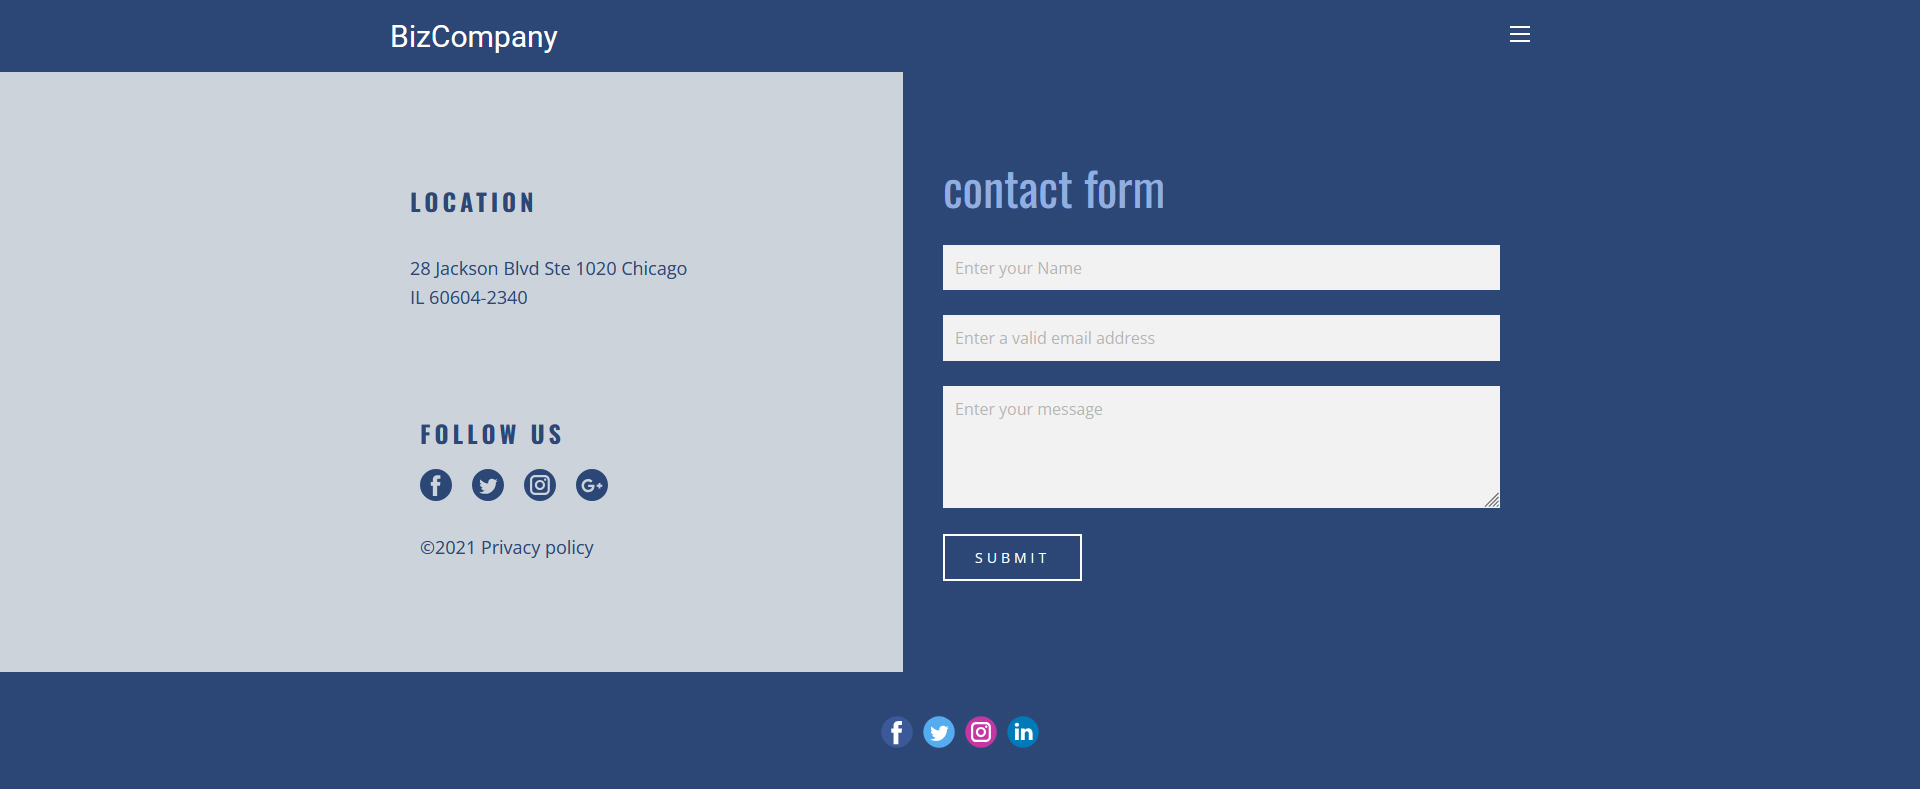 BizCompany
LOCATION
28 Jackson Blvd Ste 1020 Chicago
IL 60604-2340
FOLLOW US
©2021 Privacy policy
contact form
Enter your Name
Enter a valid email address
Enter your message
SUBMIT